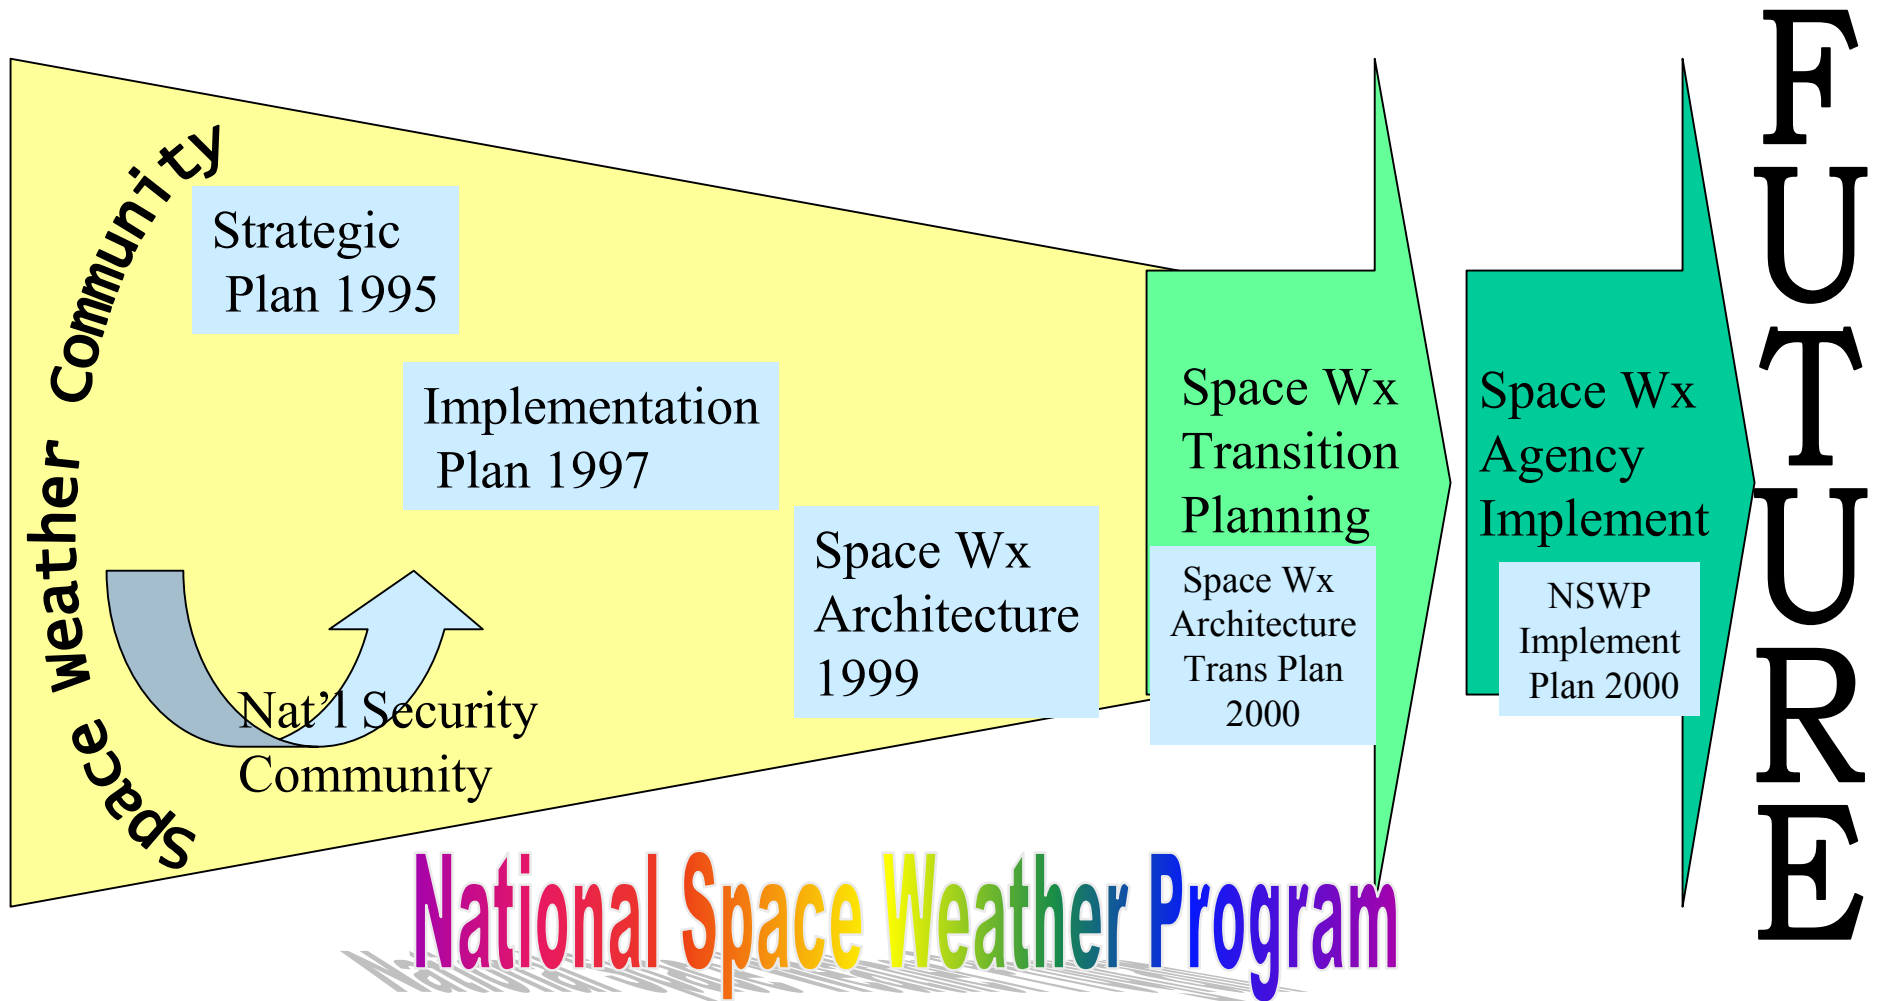 Space Weather Community
Strategic
Plan 1995
Implementation
Plan 1997
Space Wx
Architecture
1999
Nat'l Security
Community
Space Wx
Transition
Planning
Space Wx
Architecture
Trans Plan
2000
Space Wx
Agency
Implement
NSWP
Implement
Plan 2000
FUTURE
National Space Weather Program